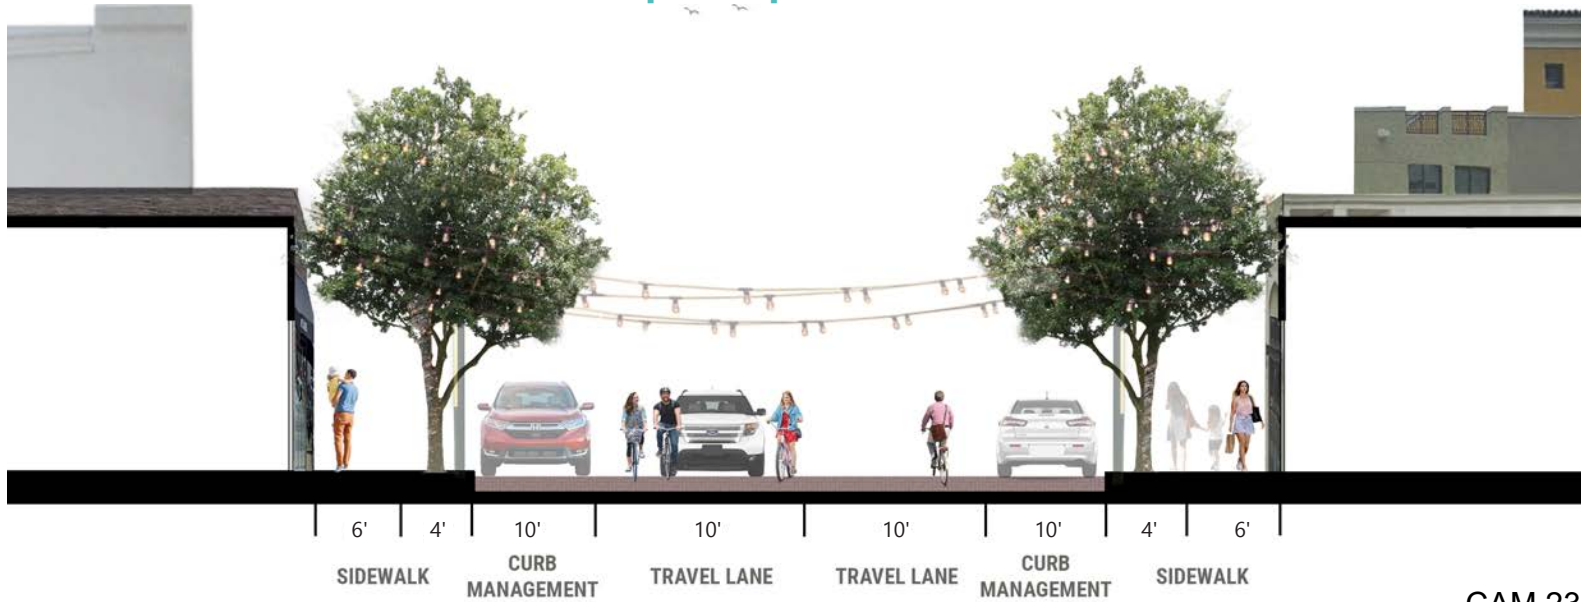 6' 4' 10' 10' 10' 10' 4' 6'
SIDEWALK
CURB
MANAGEMENT
TRAVEL LANE
TRAVEL LANE
CURB
MANAGEMENT
SIDEWALK